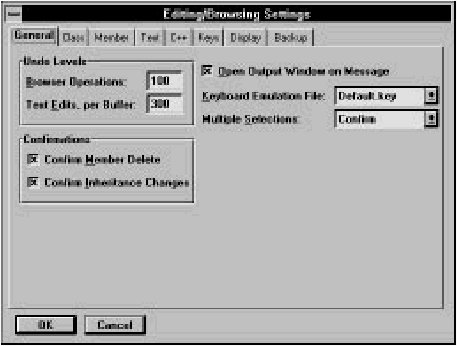 Editing/Browsing Settings
General Class Member Text C++ Keys Display Backup
Undo Levels
Browser Operations: 100
Text Edits, per Buffer: 300
Confirmations
Confirm Member Delete
Confirm Inheritance Changes
Open Output Window on Message
Keyboard Emulation File: Default.key
Multiple Selections: Confirm
OK Cancel